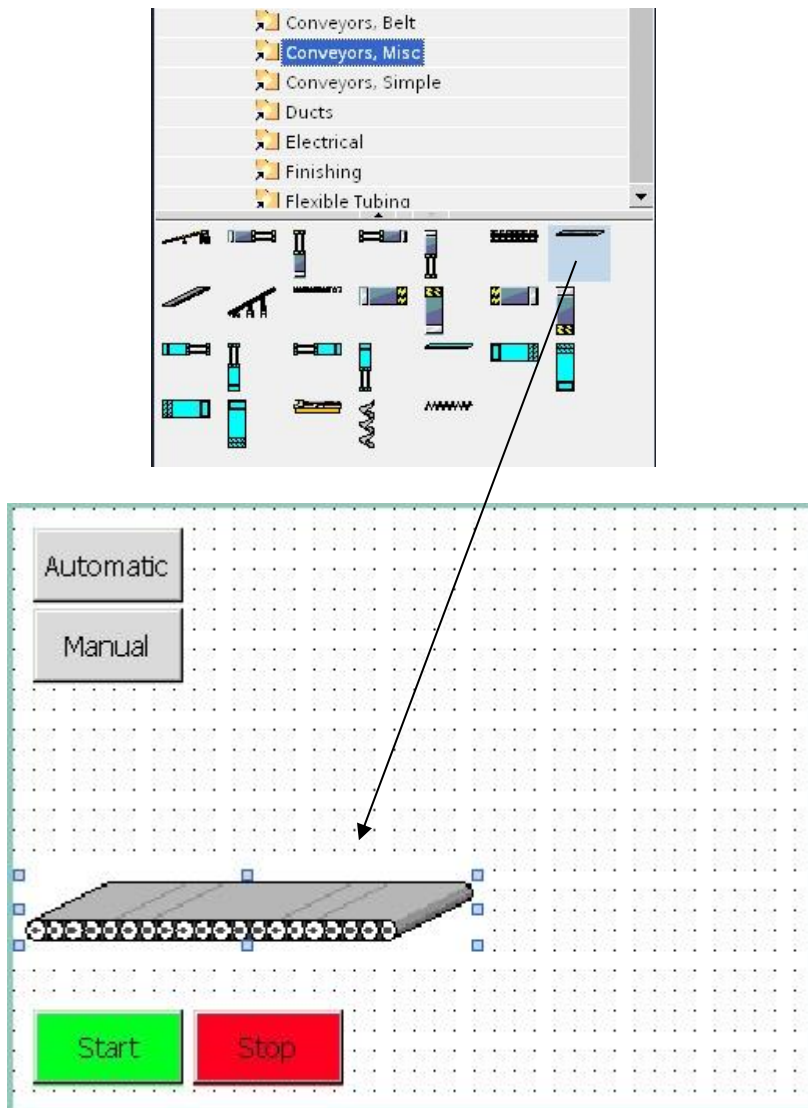 Conveyors, Belt
Conveyors, Misc
Conveyors, Simple
Ducts
Electrical
Finishing
Flexible Tubing
Automatic
Manual
Start Stop